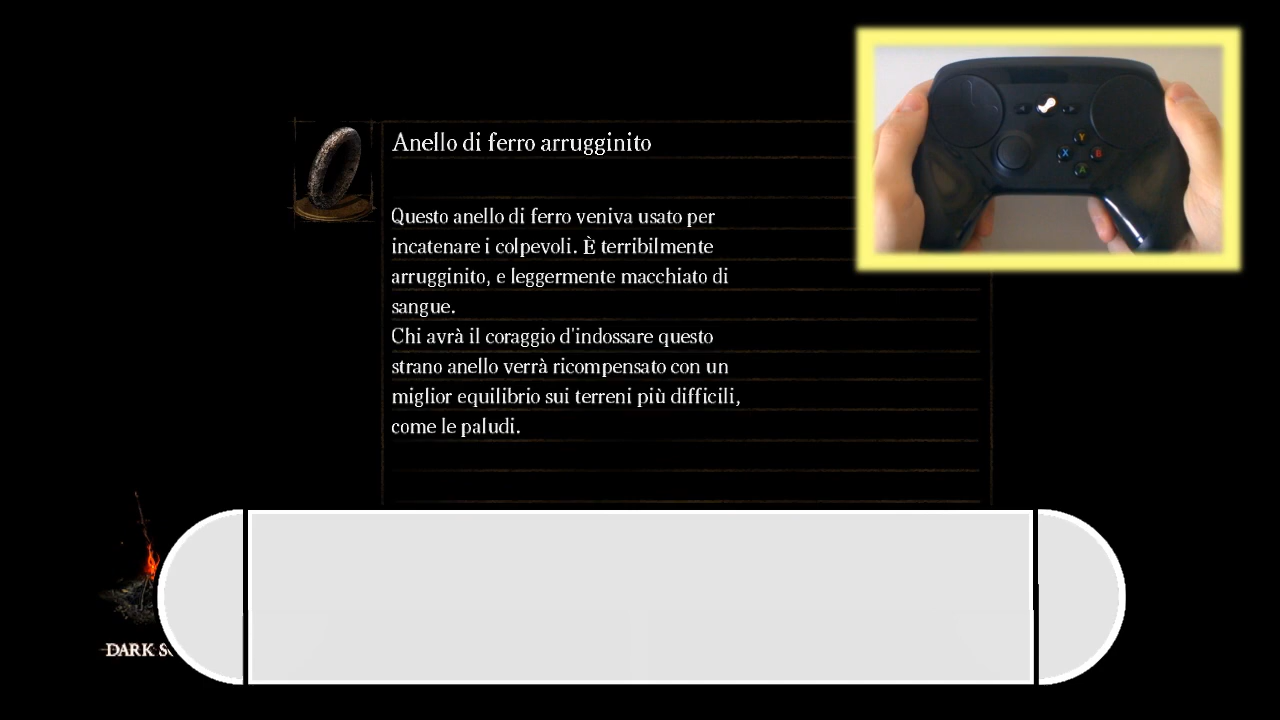 Anello di ferro arrugginito
Questo anello di ferro veniva usato per
incatenare i colpevoli. È terribilmente
arrugginito, e leggermente macchiato di
sangue.
Chi avrà il coraggio d'indossare questo
strano anello verrà ricompensato con un
miglior equilibrio sui terreni più difficili,
come le paludi.
Y
X
B
A
DARK